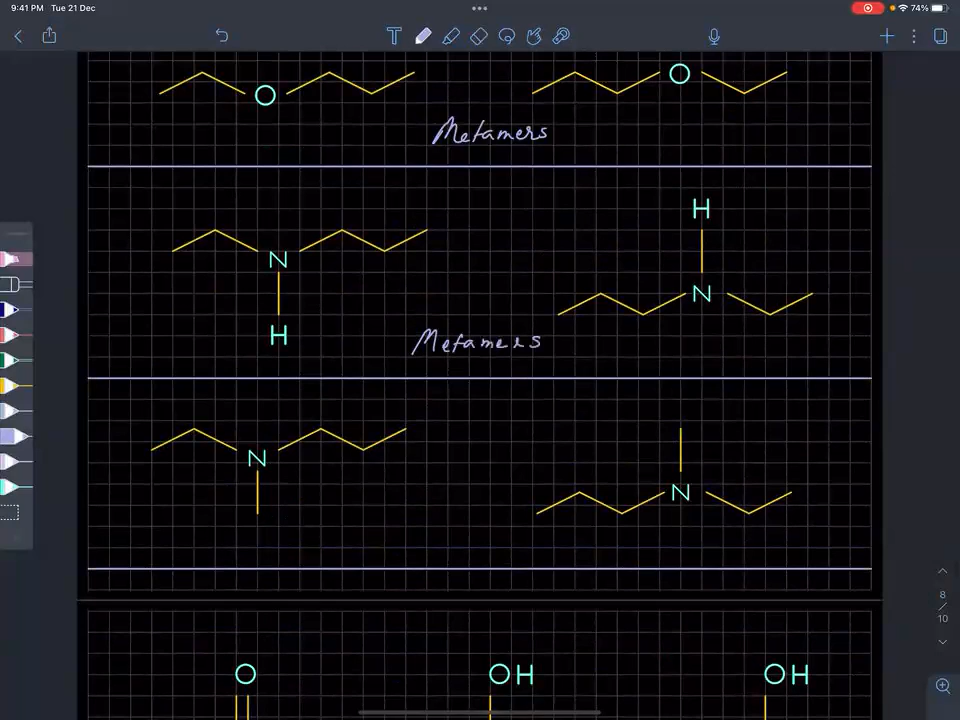 9:41 PM Tue 21 Dec
74%
T
O O
Metamers
H
N
N
H
Metamers
N
N
8
/
10
O OH OH